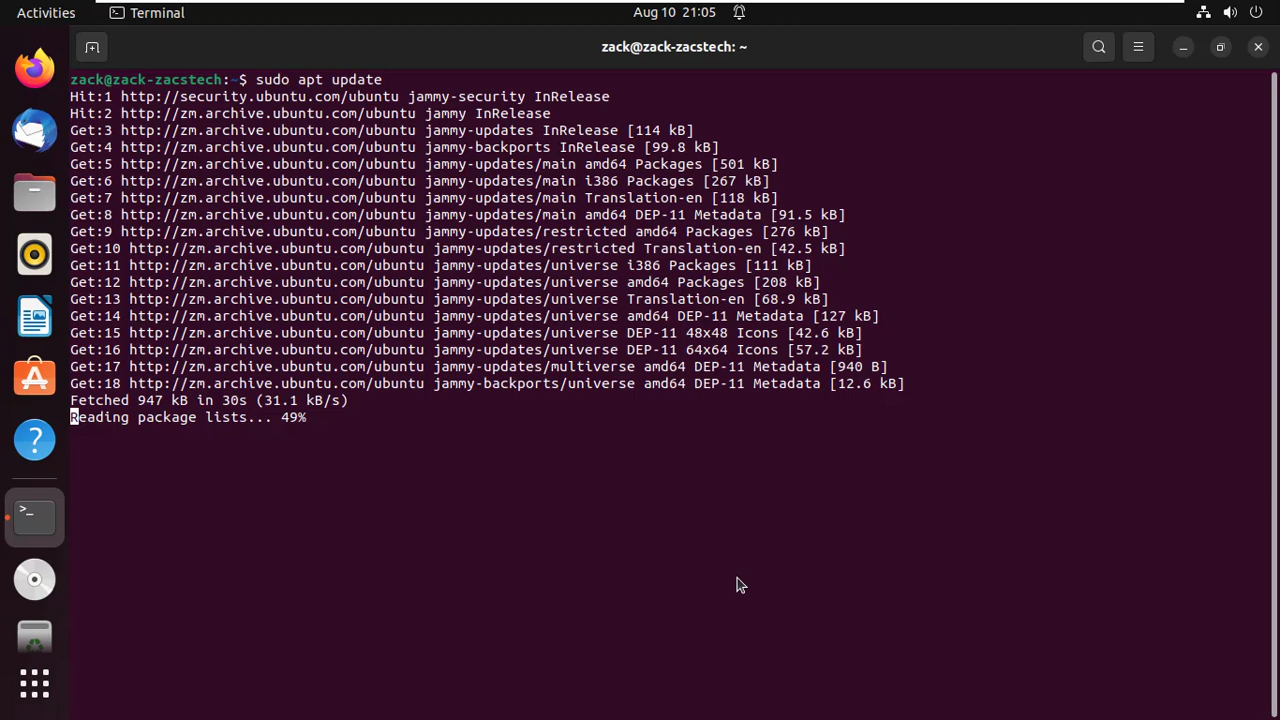 Activities
Terminal
Aug 10 21:05
zack@zack-zacstech: ~
zack@zack-zacstech:~$ sudo apt update
Hit:1 http://security.ubuntu.com/ubuntu jammy-security InRelease
Hit:2 http://zm.archive.ubuntu.com/ubuntu jammy InRelease
Get:3 http://zm.archive.ubuntu.com/ubuntu jammy-updates InRelease [114 kB]
Get:4 http://zm.archive.ubuntu.com/ubuntu jammy-backports InRelease [99.8 kB]
Get:5 http://zm.archive.ubuntu.com/ubuntu jammy-updates/main amd64 Packages [501 kB]
Get:6 http://zm.archive.ubuntu.com/ubuntu jammy-updates/main i386 Packages [267 kB]
Get:7 http://zm.archive.ubuntu.com/ubuntu jammy-updates/main Translation-en [118 kB]
Get:8 http://zm.archive.ubuntu.com/ubuntu jammy-updates/main amd64 DEP-11 Metadata [91.5 kB]
Get:9 http://zm.archive.ubuntu.com/ubuntu jammy-updates/restricted amd64 Packages [276 kB]
Get:10 http://zm.archive.ubuntu.com/ubuntu jammy-updates/restricted Translation-en [42.5 kB]
Get:11 http://zm.archive.ubuntu.com/ubuntu jammy-updates/universe i386 Packages [111 kB]
Get:12 http://zm.archive.ubuntu.com/ubuntu jammy-updates/universe amd64 Packages [208 kB]
Get:13 http://zm.archive.ubuntu.com/ubuntu jammy-updates/universe Translation-en [68.9 kB]
Get:14 http://zm.archive.ubuntu.com/ubuntu jammy-updates/universe amd64 DEP-11 Metadata [127 kB]
Get:15 http://zm.archive.ubuntu.com/ubuntu jammy-updates/universe DEP-11 48x48 Icons [42.6 kB]
Get:16 http://zm.archive.ubuntu.com/ubuntu jammy-updates/universe DEP-11 64x64 Icons [57.2 kB]
Get:17 http://zm.archive.ubuntu.com/ubuntu jammy-updates/multiverse amd64 DEP-11 Metadata [940 B]
Get:18 http://zm.archive.ubuntu.com/ubuntu jammy-backports/universe amd64 DEP-11 Metadata [12.6 kB]
Fetched 947 kB in 30s (31.1 kB/s)
Reading package lists... 49%